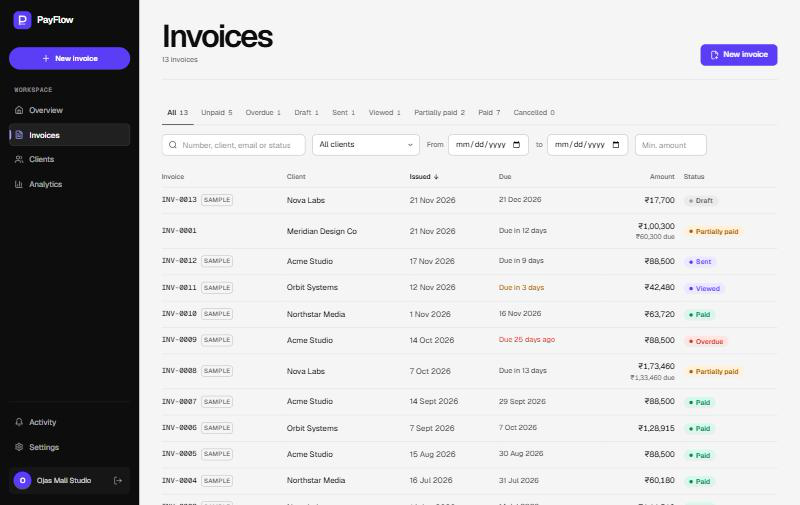 PayFlow
New invoice
WORKSPACE
Overview
Invoices
Clients
Analytics
Activity
Settings
O Ojas Mali Studio
Invoices
13 invoices
New invoice
All 13 Unpaid 5 Overdue 1 Draft 1 Sent 1 Viewed 1 Partially paid 2 Paid 7 Cancelled 0
Number, client, email or status All clients From mm/dd/yyyy to mm/dd/yyyy Min. amount
Invoice Client Issued ↓ Due Amount Status
INV-0013 SAMPLE Nova Labs 21 Nov 2026 21 Dec 2026 ₹17,700 Draft
INV-0001 Meridian Design Co 21 Nov 2026 Due in 12 days ₹1,00,300 Partially paid
₹60,300 due
INV-0012 SAMPLE Acme Studio 17 Nov 2026 Due in 9 days ₹88,500 Sent
INV-0011 SAMPLE Orbit Systems 12 Nov 2026 Due in 3 days ₹42,480 Viewed
INV-0010 SAMPLE Northstar Media 1 Nov 2026 16 Nov 2026 ₹63,720 Paid
INV-0009 SAMPLE Acme Studio 14 Oct 2026 Due 25 days ago ₹88,500 Overdue
INV-0008 SAMPLE Nova Labs 7 Oct 2026 Due in 13 days ₹1,73,460 Partially paid
₹1,33,460 due
INV-0007 SAMPLE Acme Studio 14 Sept 2026 29 Sept 2026 ₹88,500 Paid
INV-0006 SAMPLE Orbit Systems 7 Sept 2026 7 Oct 2026 ₹1,28,915 Paid
INV-0005 SAMPLE Acme Studio 15 Aug 2026 30 Aug 2026 ₹88,500 Paid
INV-0004 SAMPLE Northstar Media 16 Jul 2026 31 Jul 2026 ₹60,180 Paid